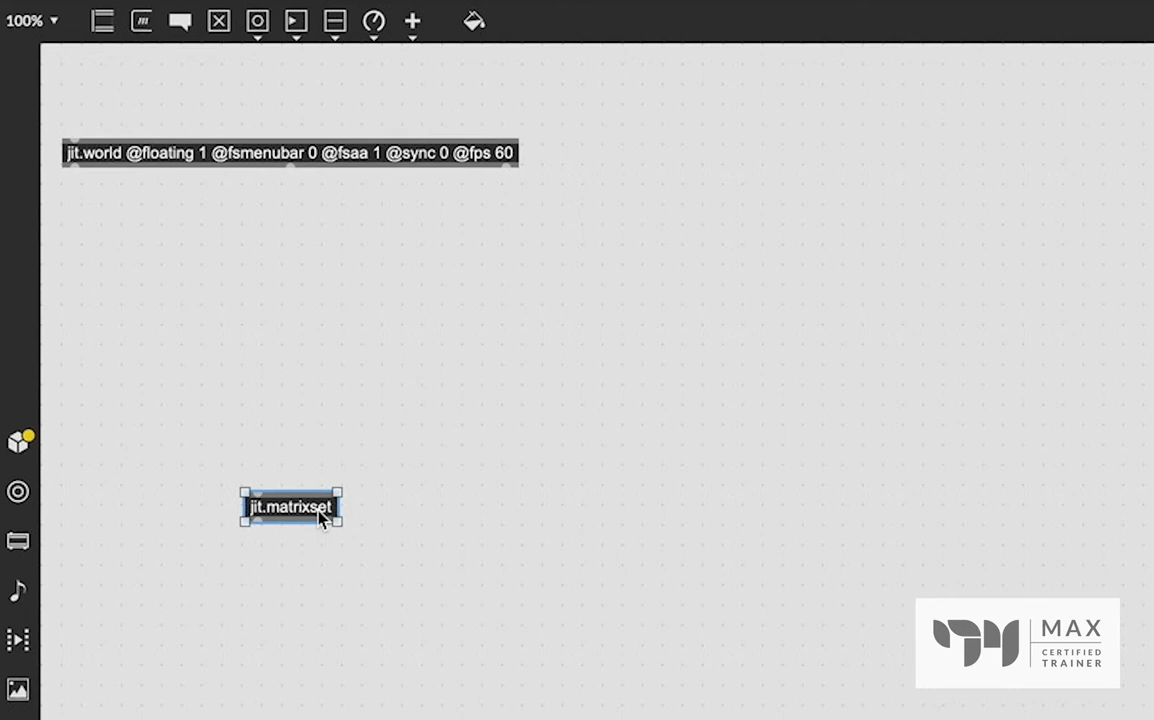 100%
m
jit.world @floating 1 @fsmenubar 0 @fsaa 1 @sync 0 @fps 60
jit.matrixset
MAX
CERTIFIED
TRAINER